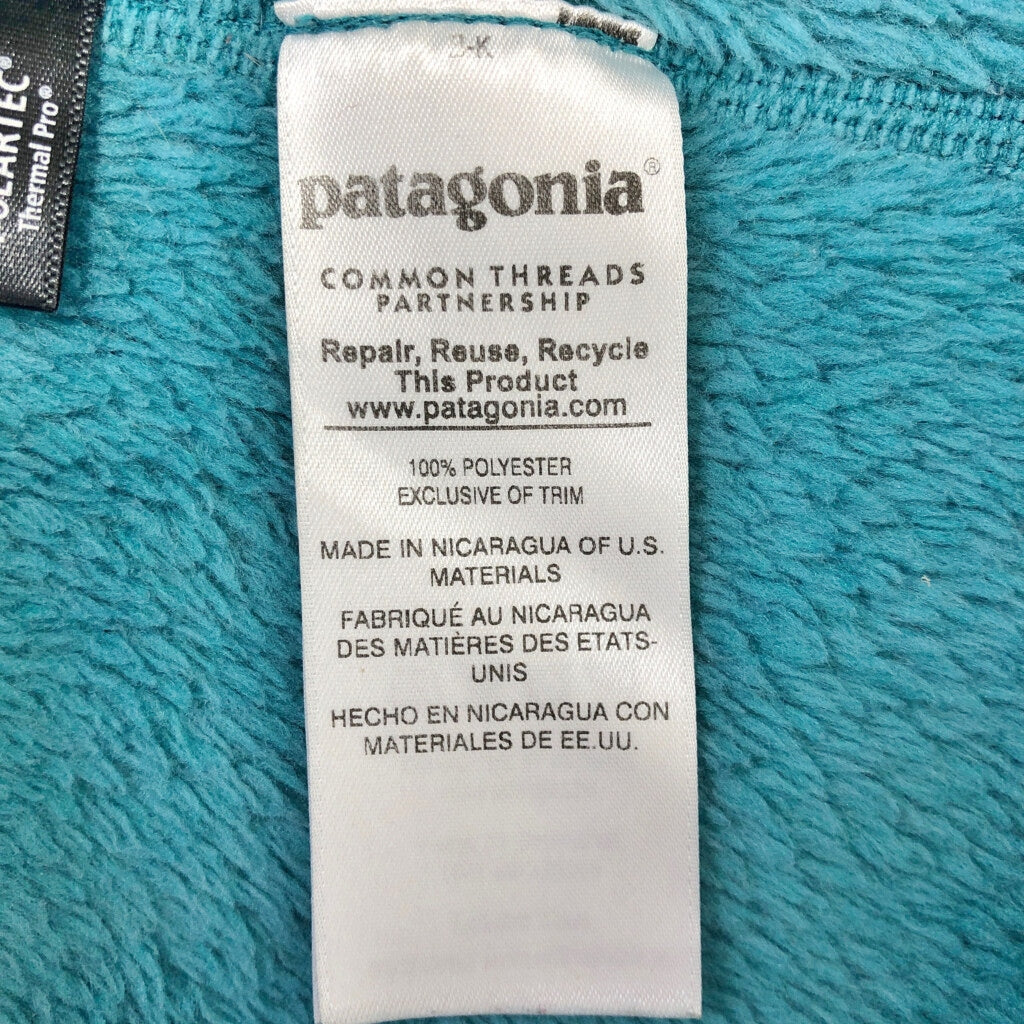 Thermal Pro®
patagonia®
COMMON THREADS
PARTNERSHIP
Repair, Reuse, Recycle
This Product
www.patagonia.com
100% POLYESTER
EXCLUSIVE OF TRIM
MADE IN NICARAGUA OF U.S.
MATERIALS
FABRIQUÉ AU NICARAGUA
DES MATIÈRES DES ETATS-
UNIS
HECHO EN NICARAGUA CON
MATERIALES DE EE.UU.